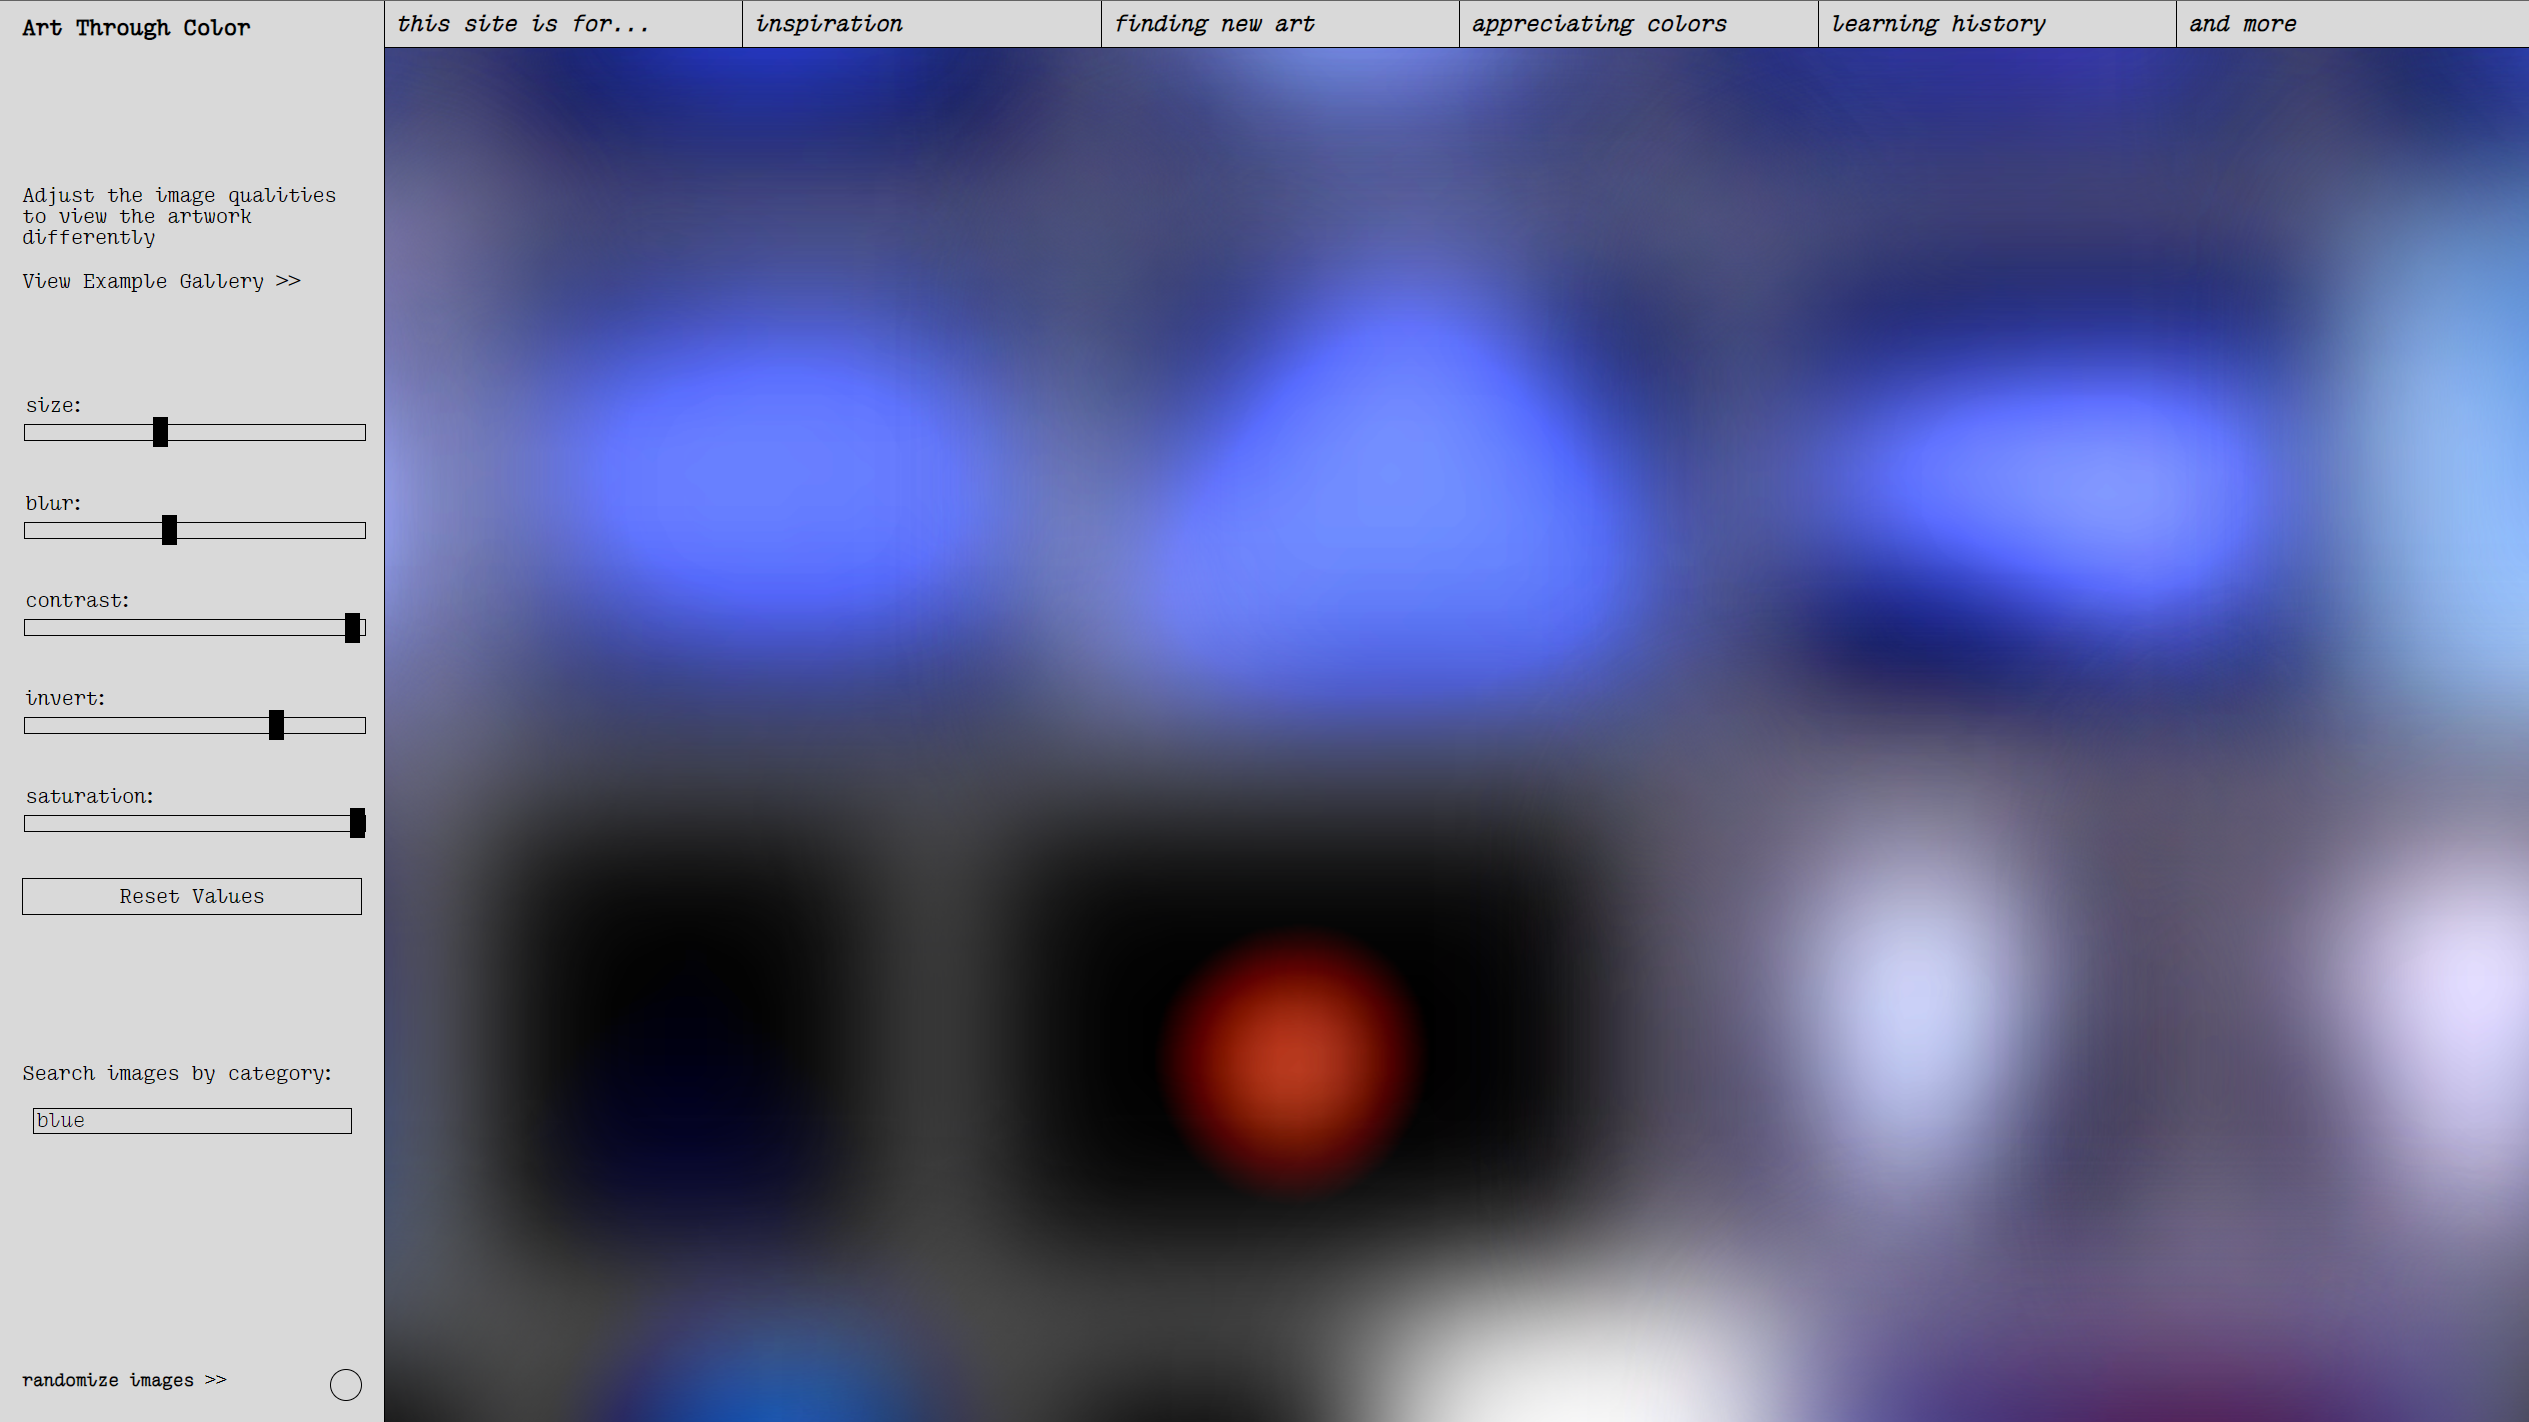 Art Through Color
this site is for...
inspiration
finding new art
appreciating colors
learning history
and more
Adjust the image qualities
to view the artwork
differently
View Example Gallery >>
size:
blur:
contrast:
invert:
saturation:
Reset Values
Search images by category:
blue
randomize images >>